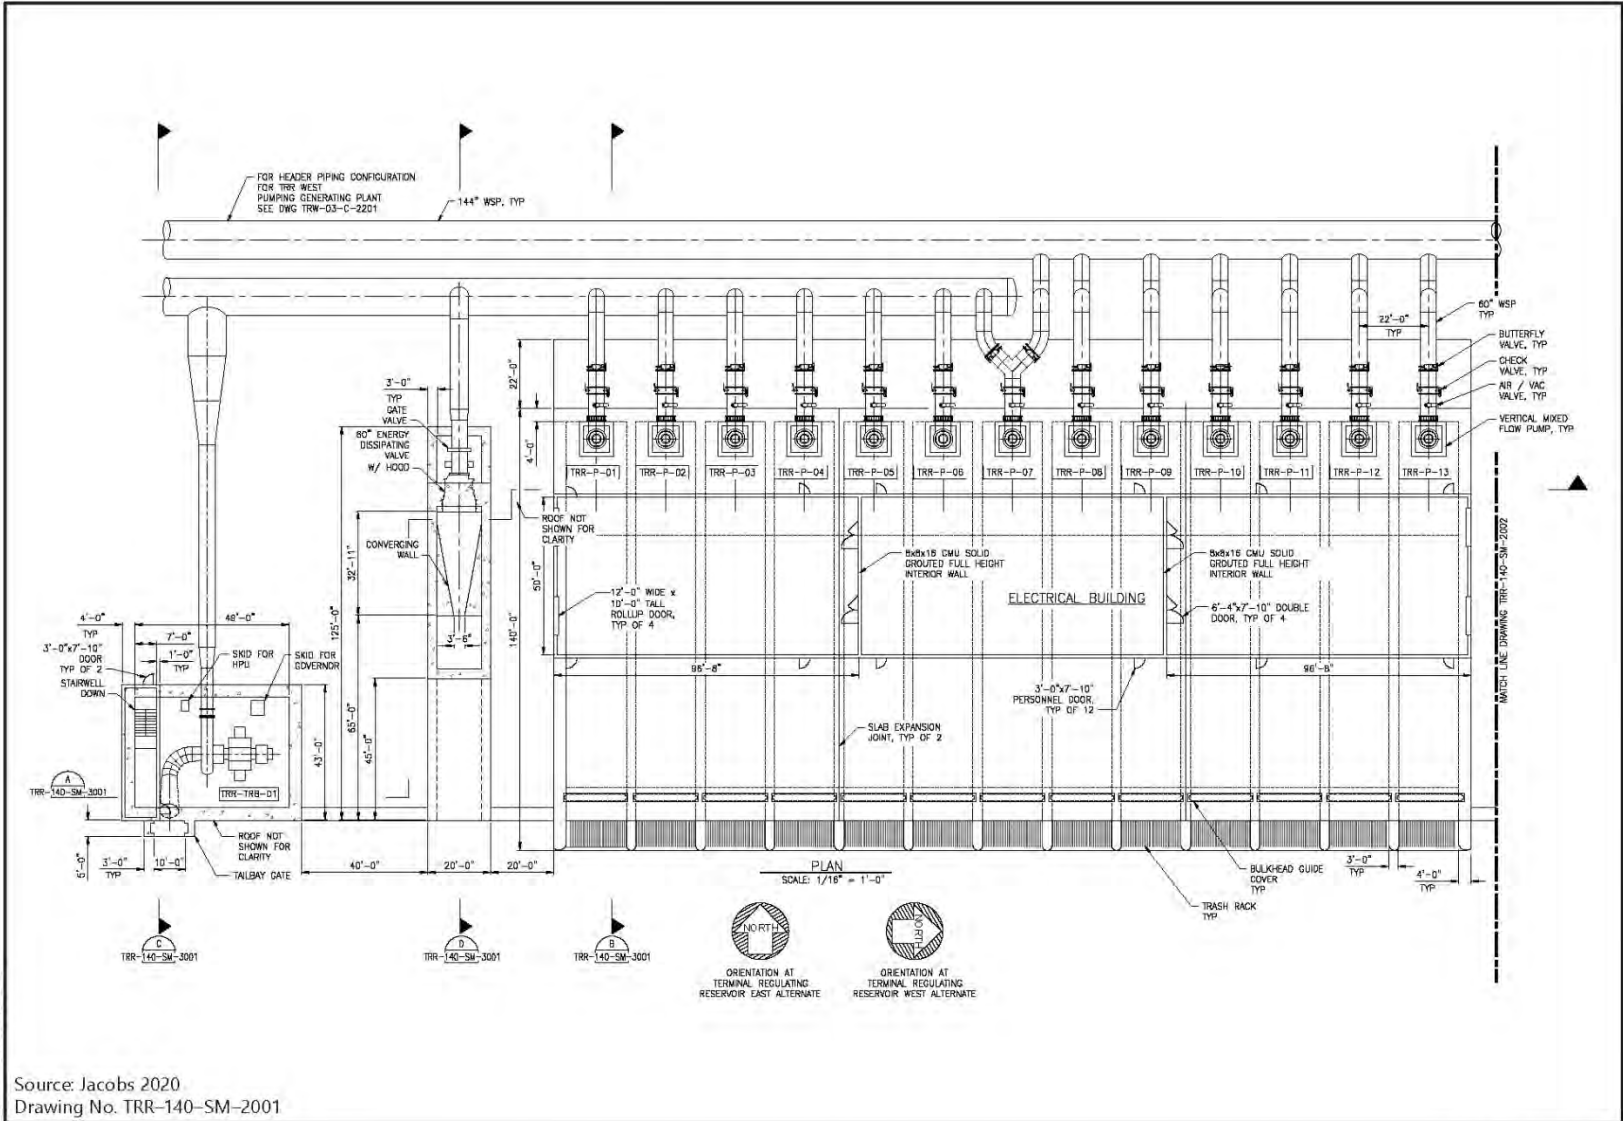 FOR HEADER PIPING CONFIGURATION
FOR TRR WEST
PUMPING GENERATING PLANT
SEE DWG TRW-03-C-2201
144" WSP, TYP
60" WSP
TYP
22'-0"
TYP
BUTTERFLY
VALVE, TYP
CHECK
VALVE, TYP
AIR / VAC
VALVE, TYP
VERTICAL MIXED
FLOW PUMP, TYP
22'-0"
4'-0"
3'-0"
TYP
GATE
VALVE
60" ENERGY
DISSIPATING
VALVE
W/ HOOD
TRR-P-01
TRR-P-02
TRR-P-03
TRR-P-04
TRR-P-05
TRR-P-06
TRR-P-07
TRR-P-08
TRR-P-09
TRR-P-10
TRR-P-11
TRR-P-12
TRR-P-13
ROOF NOT
SHOWN FOR
CLARITY
CONVERGING
WALL
32'-11"
125'-0"
140'-0"
50'-0"
8x8x16 CMU SOLID
GROUTED FULL HEIGHT
INTERIOR WALL
8x8x16 CMU SOLID
GROUTED FULL HEIGHT
INTERIOR WALL
12'-0" WIDE x
10'-0" TALL
ROLLUP DOOR,
TYP OF 4
ELECTRICAL BUILDING
6'-4"x7'-10" DOUBLE
DOOR, TYP OF 4
MATCH LINE DRAWING TRR-140-SM-2002
3'-6"
4'-0"
TYP
48'-0"
7'-0"
1'-0"
TYP
3'-0"x7'-10"
DOOR
TYP OF 2
STAIRWELL
DOWN
SKID FOR
HPU
SKID FOR
GOVERNOR
96'-8"
96'-8"
3'-0"x7'-10"
PERSONNEL DOOR,
TYP OF 12
65'-0"
45'-0"
43'-0"
SLAB EXPANSION
JOINT, TYP OF 2
A
TRR-140-SM-3001
TRR-TRB-01
ROOF NOT
SHOWN FOR
CLARITY
5'-0"
3'-0"
TYP
10'-0"
TAILBAY GATE
40'-0"
20'-0"
20'-0"
PLAN
SCALE: 1/16" = 1'-0"
BULKHEAD GUIDE
COVER
TYP
3'-0"
TYP
4'-0"
TYP
TRASH RACK
TYP
C
TRR-140-SM-3001
D
TRR-140-SM-3001
B
TRR-140-SM-3001
NORTH
NORTH
ORIENTATION AT
TERMINAL REGULATING
RESERVOIR EAST ALTERNATE
ORIENTATION AT
TERMINAL REGULATING
RESERVOIR WEST ALTERNATE
Source: Jacobs 2020
Drawing No. TRR–140–SM–2001